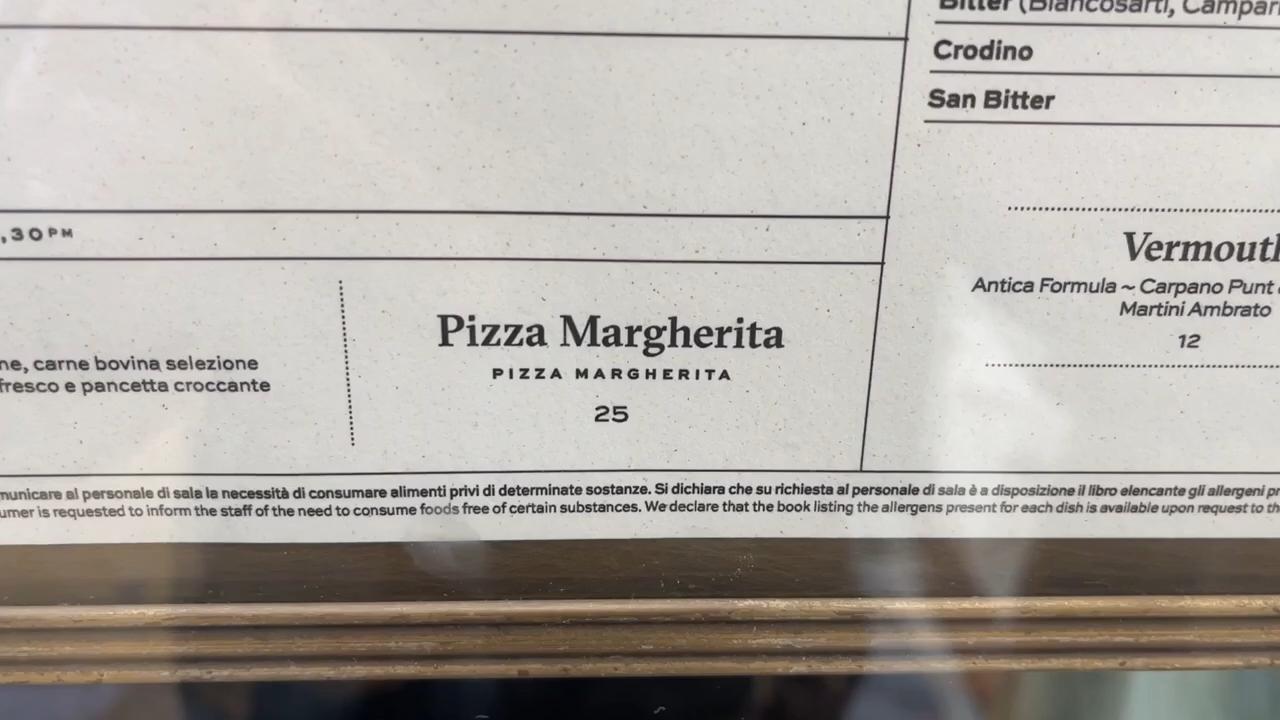 Bitter (Biancosarti, Campari
Crodino
San Bitter
,30PM
ne, carne bovina selezione
fresco e pancetta croccante
Pizza Margherita
PIZZA MARGHERITA
25
Vermouth
Antica Formula ~ Carpano Punt
Martini Ambrato
12
municare al personale di sala la necessità di consumare alimenti privi di determinate sostanze. Si dichiara che su richiesta al personale di sala è a disposizione il libro elencante gli allergeni pr
umer is requested to inform the staff of the need to consume foods free of certain substances. We declare that the book listing the allergens present for each dish is available upon request to th